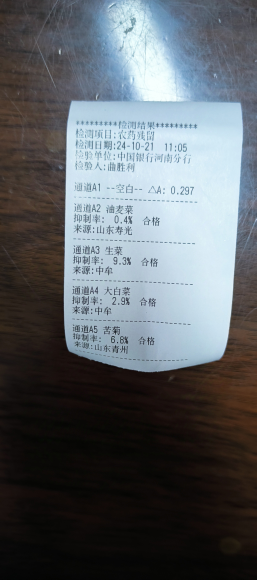 *********检测结果*********
检测项目:农药残留
检测日期:24-10-21 11:05
检验单位:中国银行河南分行
检验人:曲胜利
通道A1 --空白-- △A: 0.297
通道A2 油麦菜
抑制率: 0.4% 合格
来源:山东寿光
通道A3 生菜
抑制率: 9.3% 合格
来源:中牟
通道A4 大白菜
抑制率: 2.9% 合格
来源:中牟
通道A5 苦菊
抑制率: 6.8% 合格
来源:山东青州